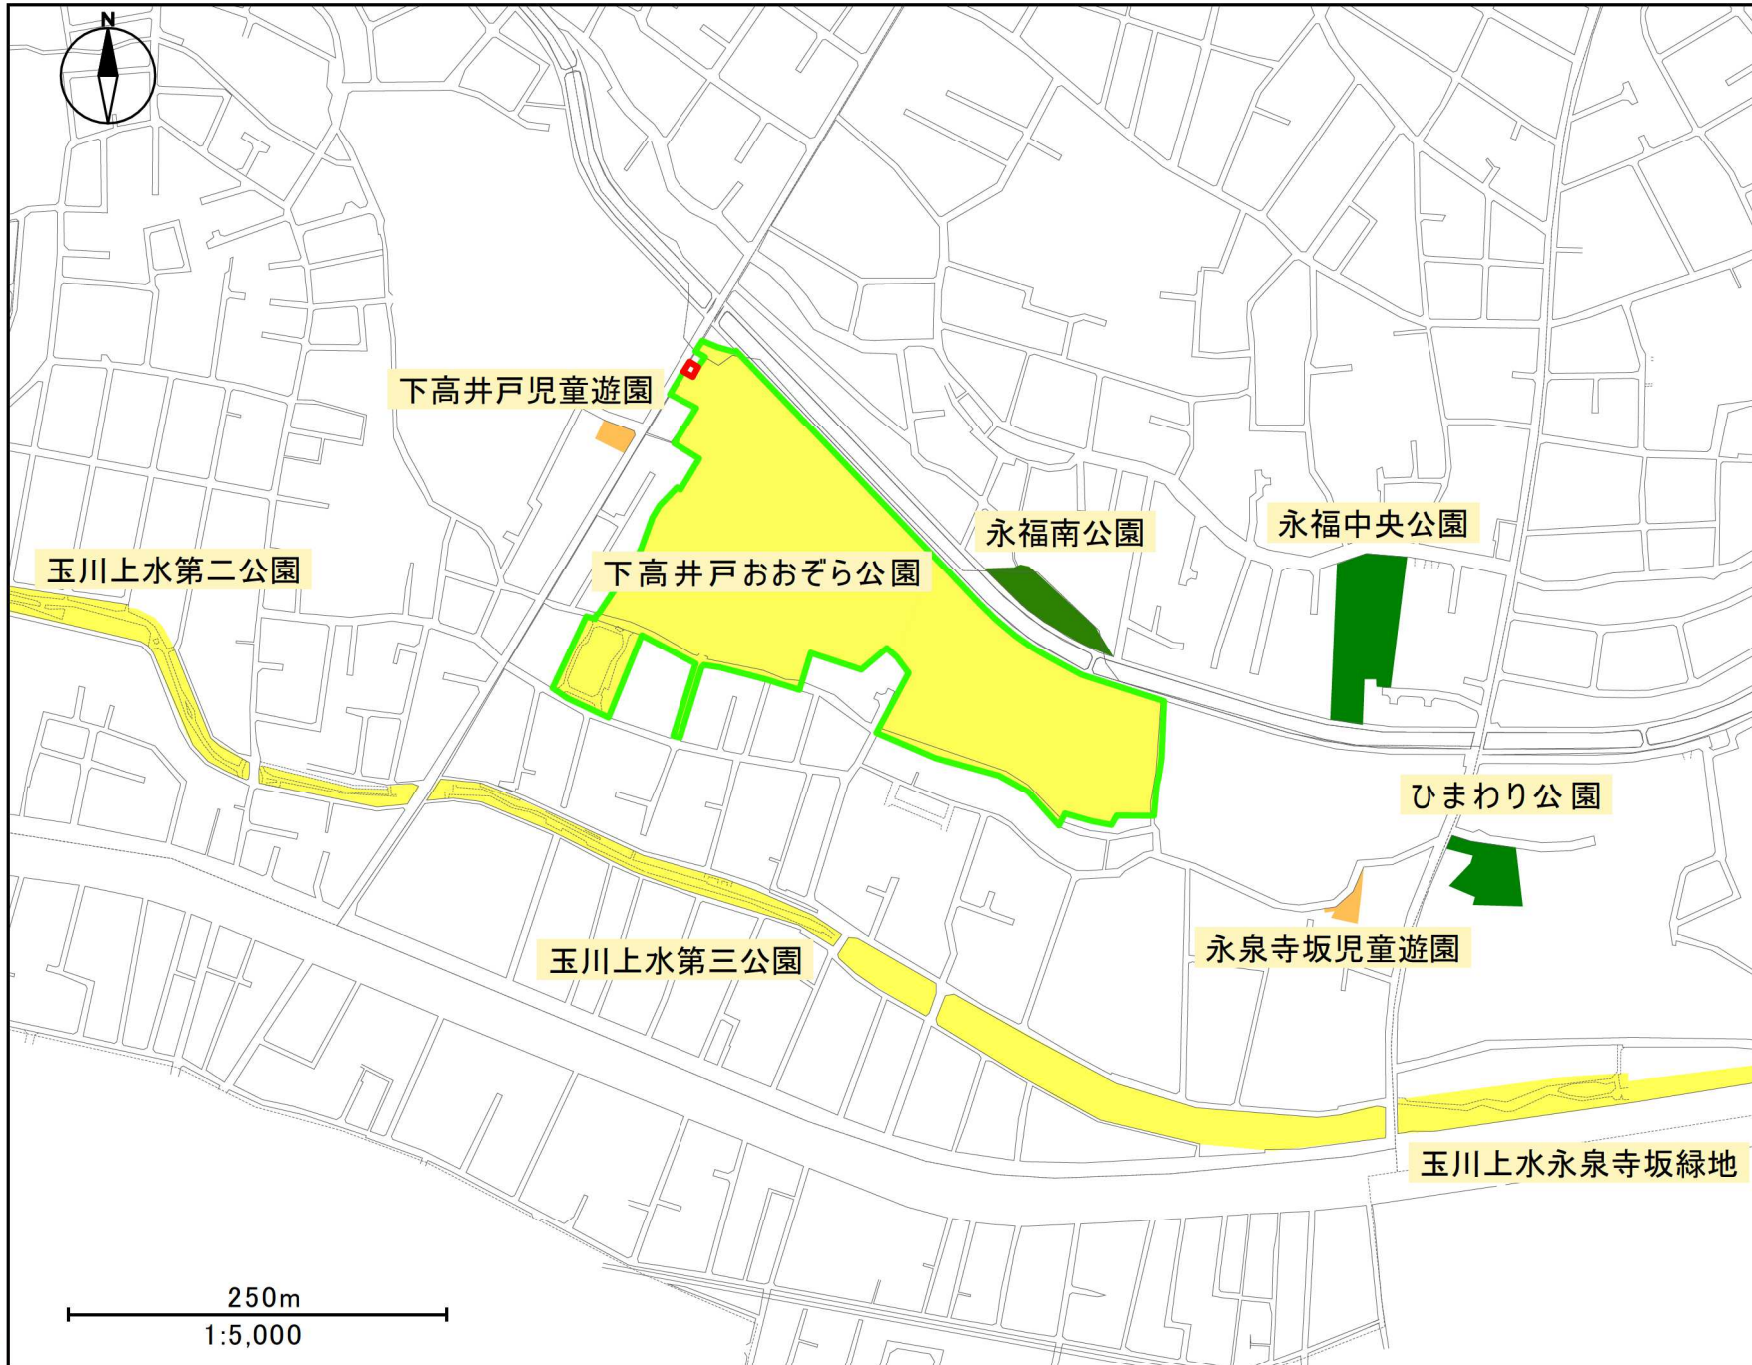 N
下高井戸児童遊園
永福南公園
永福中央公園
玉川上水第二公園
下高井戸おおぞら公園
ひまわり公園
玉川上水第三公園
永泉寺坂児童遊園
玉川上水永泉寺坂緑地
250m
1:5,000